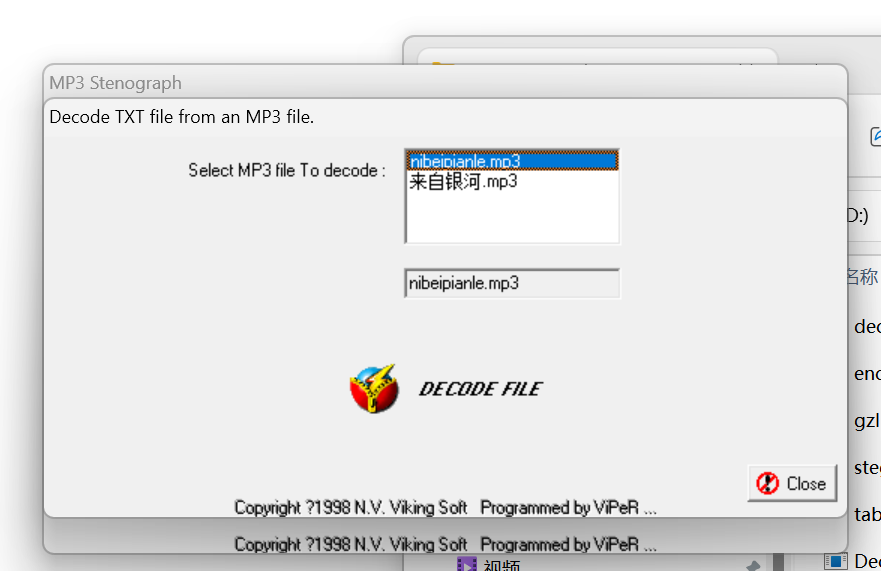 MP3 Stenograph
Decode TXT file from an MP3 file.
Select MP3 file To decode :
nibeipianle.mp3
来自银河.mp3
nibeipianle.mp3
DECODE FILE
Close
Copyright ?1998 N.V. Viking Soft Programmed by ViPeR ...
Copyright ?1998 N.V. Viking Soft Programmed by ViPeR ...
D:)
名称
dec
enc
gzl
ste
tab
Dec
视频